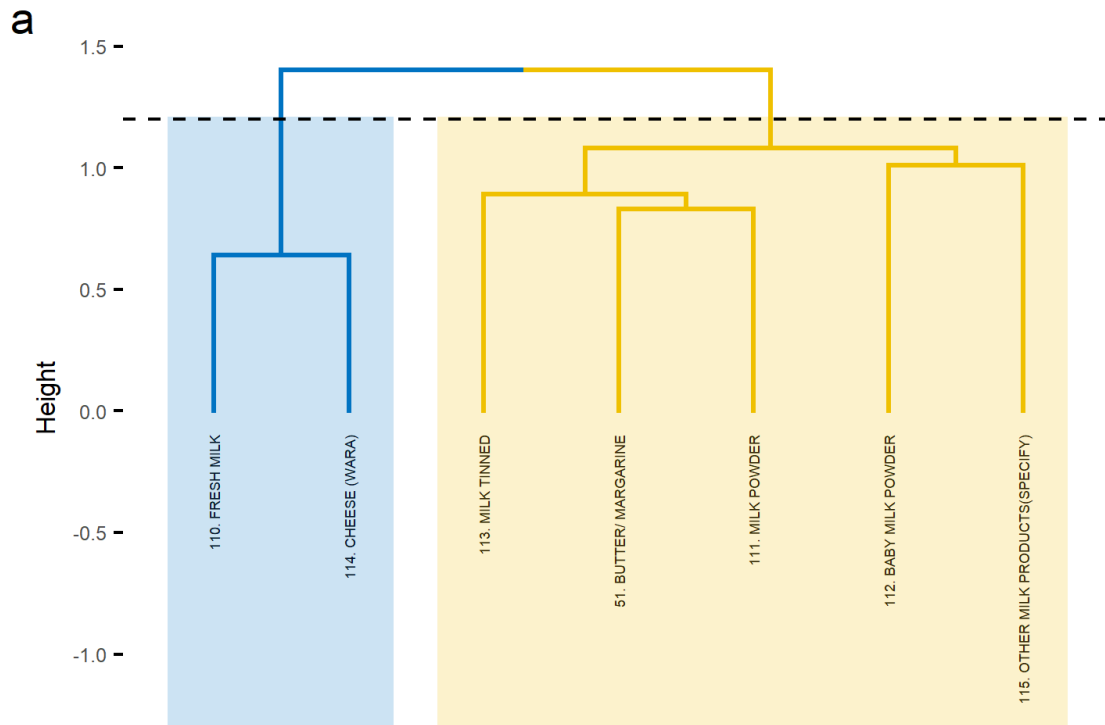 a
1.5
1.0
0.5
0.0
-0.5
-1.0
Height
110. FRESH MILK
114. CHEESE (WARA)
113. MILK TINNED
51. BUTTER/ MARGARINE
111. MILK POWDER
112. BABY MILK POWDER
115. OTHER MILK PRODUCTS(SPECIFY)